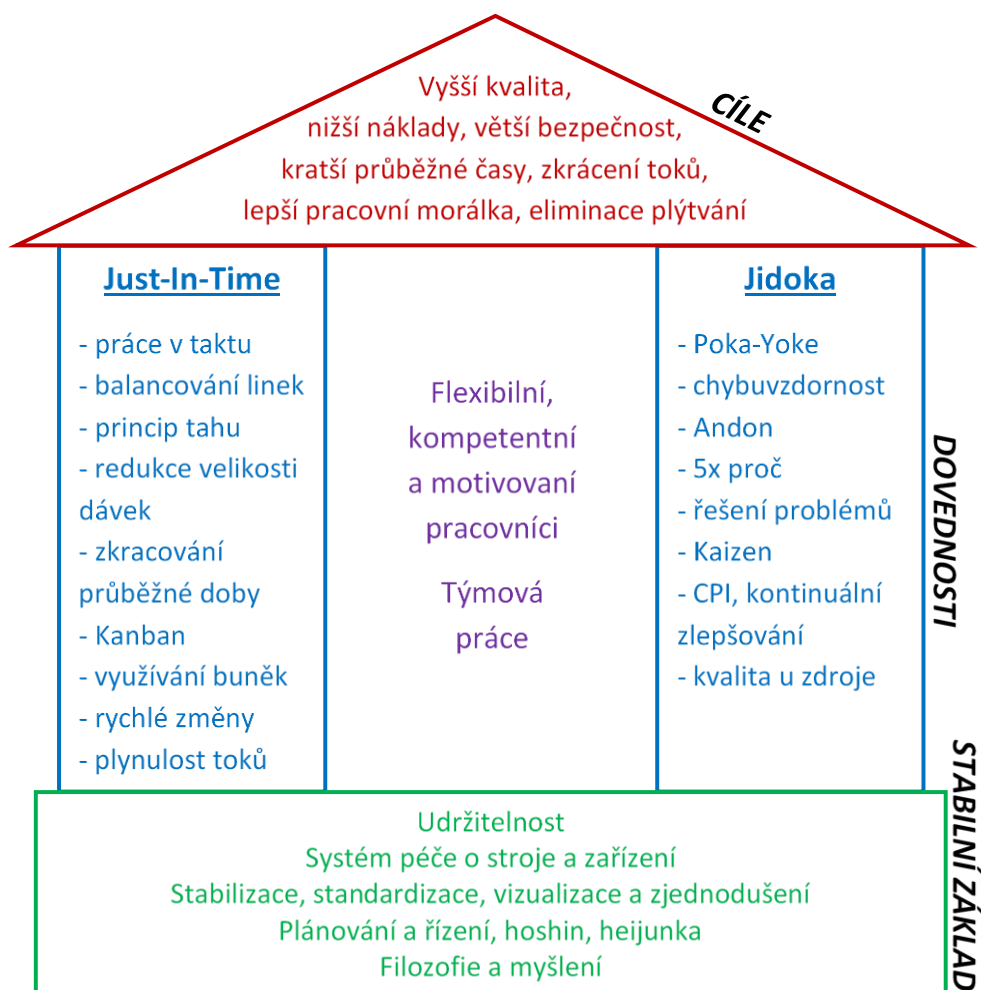 Vyšší kvalita,
nižší náklady, větší bezpečnost,
kratší průběžné časy, zkrácení toků,
lepší pracovní morálka, eliminace plýtvání
CÍLE
Just-In-Time
- práce v taktu
- balancování linek
- princip tahu
- redukce velikosti
dávek
- zkracování
průběžné doby
- Kanban
- využívání buněk
- rychlé změny
- plynulost toků
Flexibilní,
kompetentní
a motivovaní
pracovníci
Týmová
práce
Jidoka
- Poka-Yoke
- chybuvzdornost
- Andon
- 5x proč
- řešení problémů
- Kaizen
- CPI, kontinuální
zlepšování
- kvalita u zdroje
DOVEDNOSTI
Udržitelnost
Systém péče o stroje a zařízení
Stabilizace, standardizace, vizualizace a zjednodušení
Plánování a řízení, hoshin, heijunka
Filozofie a myšlení
STABILNÍ ZÁKLAD